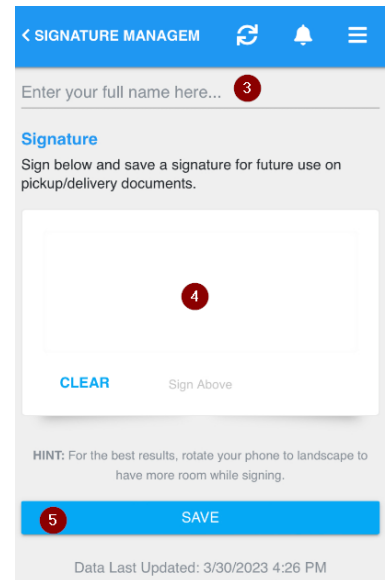 < SIGNATURE MANAGEM
Enter your full name here... 3
Signature
Sign below and save a signature for future use on
pickup/delivery documents.
4
CLEAR Sign Above
HINT: For the best results, rotate your phone to landscape to
have more room while signing.
5 SAVE
Data Last Updated: 3/30/2023 4:26 PM